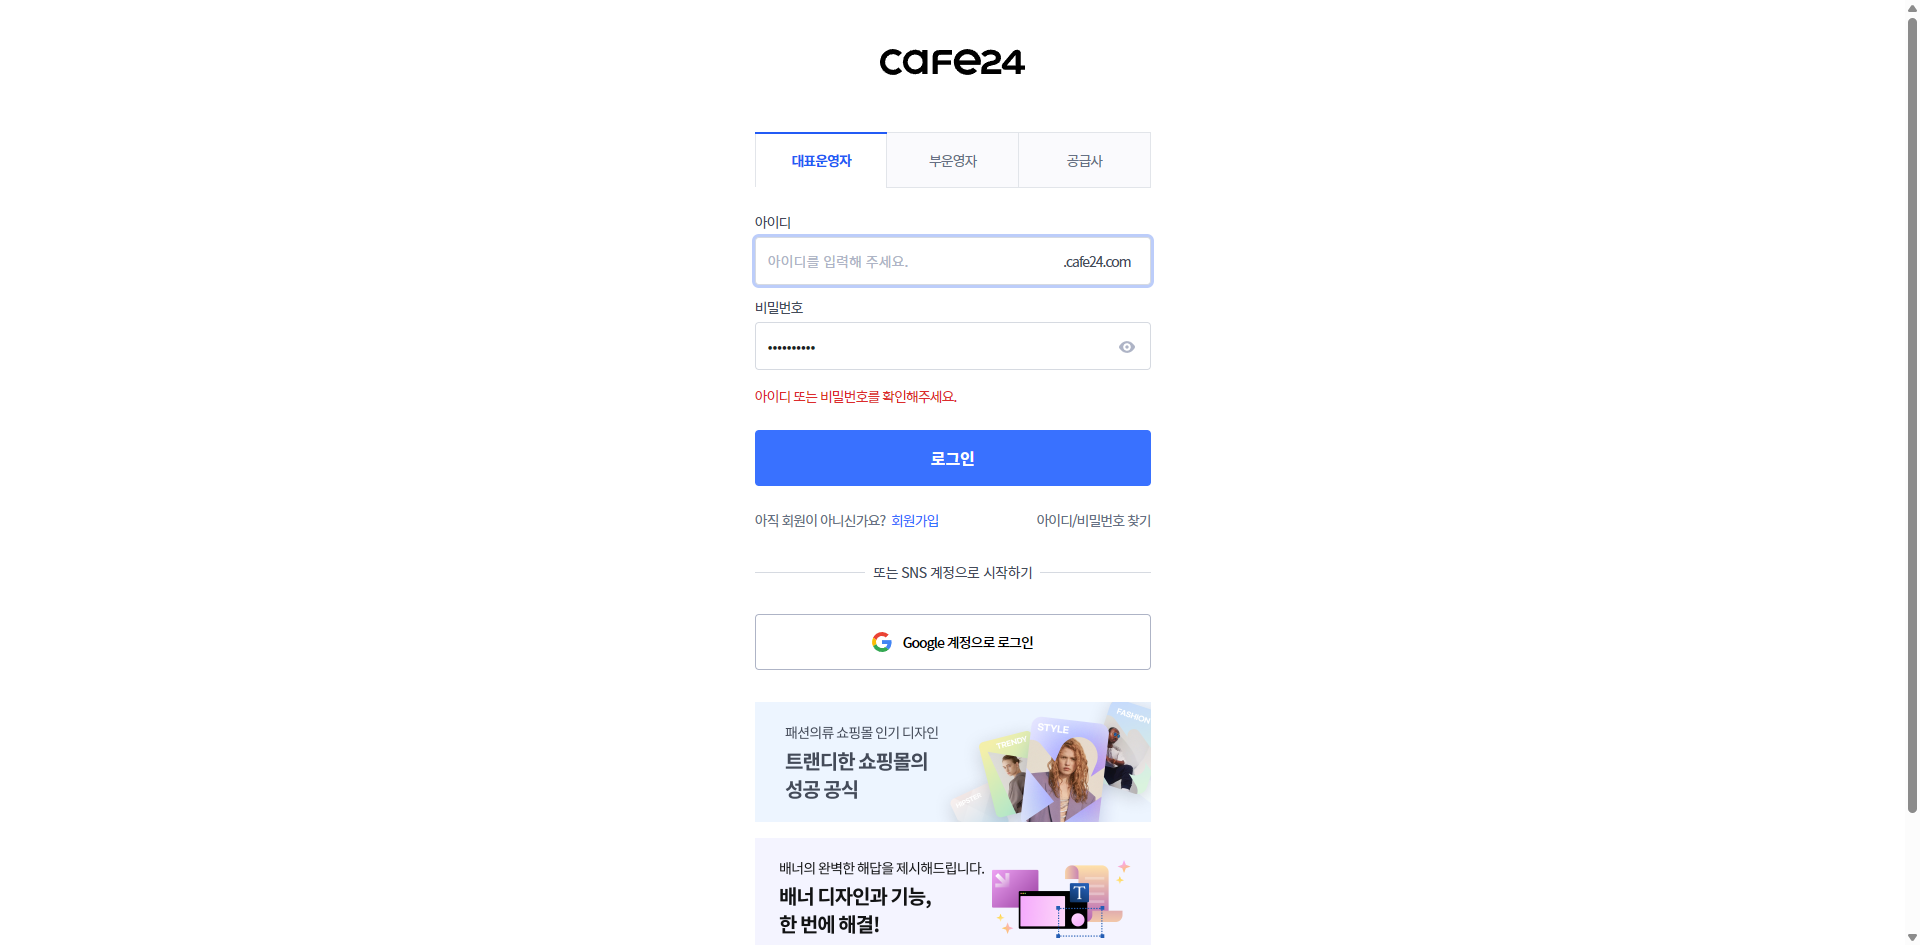 cafe24
대표운영자
부운영자
공급사
아이디
아이디를 입력해 주세요.
.cafe24.com
비밀번호
••••••••••
아이디 또는 비밀번호를 확인해주세요.
로그인
아직 회원이 아니신가요? 회원가입
아이디/비밀번호 찾기
또는 SNS 계정으로 시작하기
Google 계정으로 로그인
패션의류 쇼핑몰 인기 디자인
트랜디한 쇼핑몰의
성공 공식
TRENDY
STYLE
FASHION
배너의 완벽한 해답을 제시해드립니다.
배너 디자인과 기능,
한 번에 해결!
T